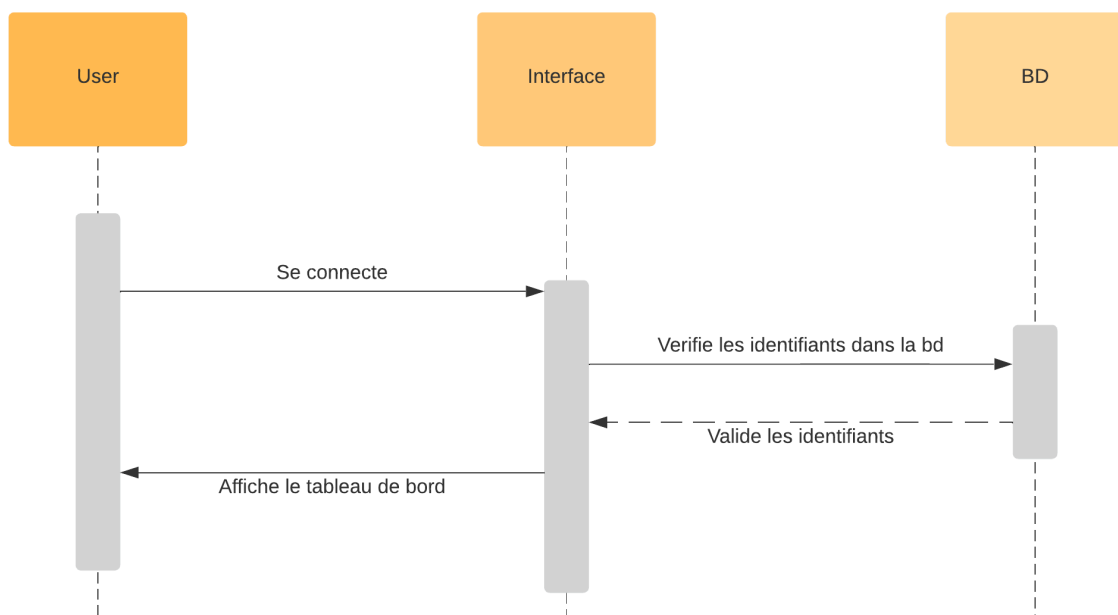 User
Interface
BD
Se connecte
Verifie les identifiants dans la bd
Valide les identifiants
Affiche le tableau de bord